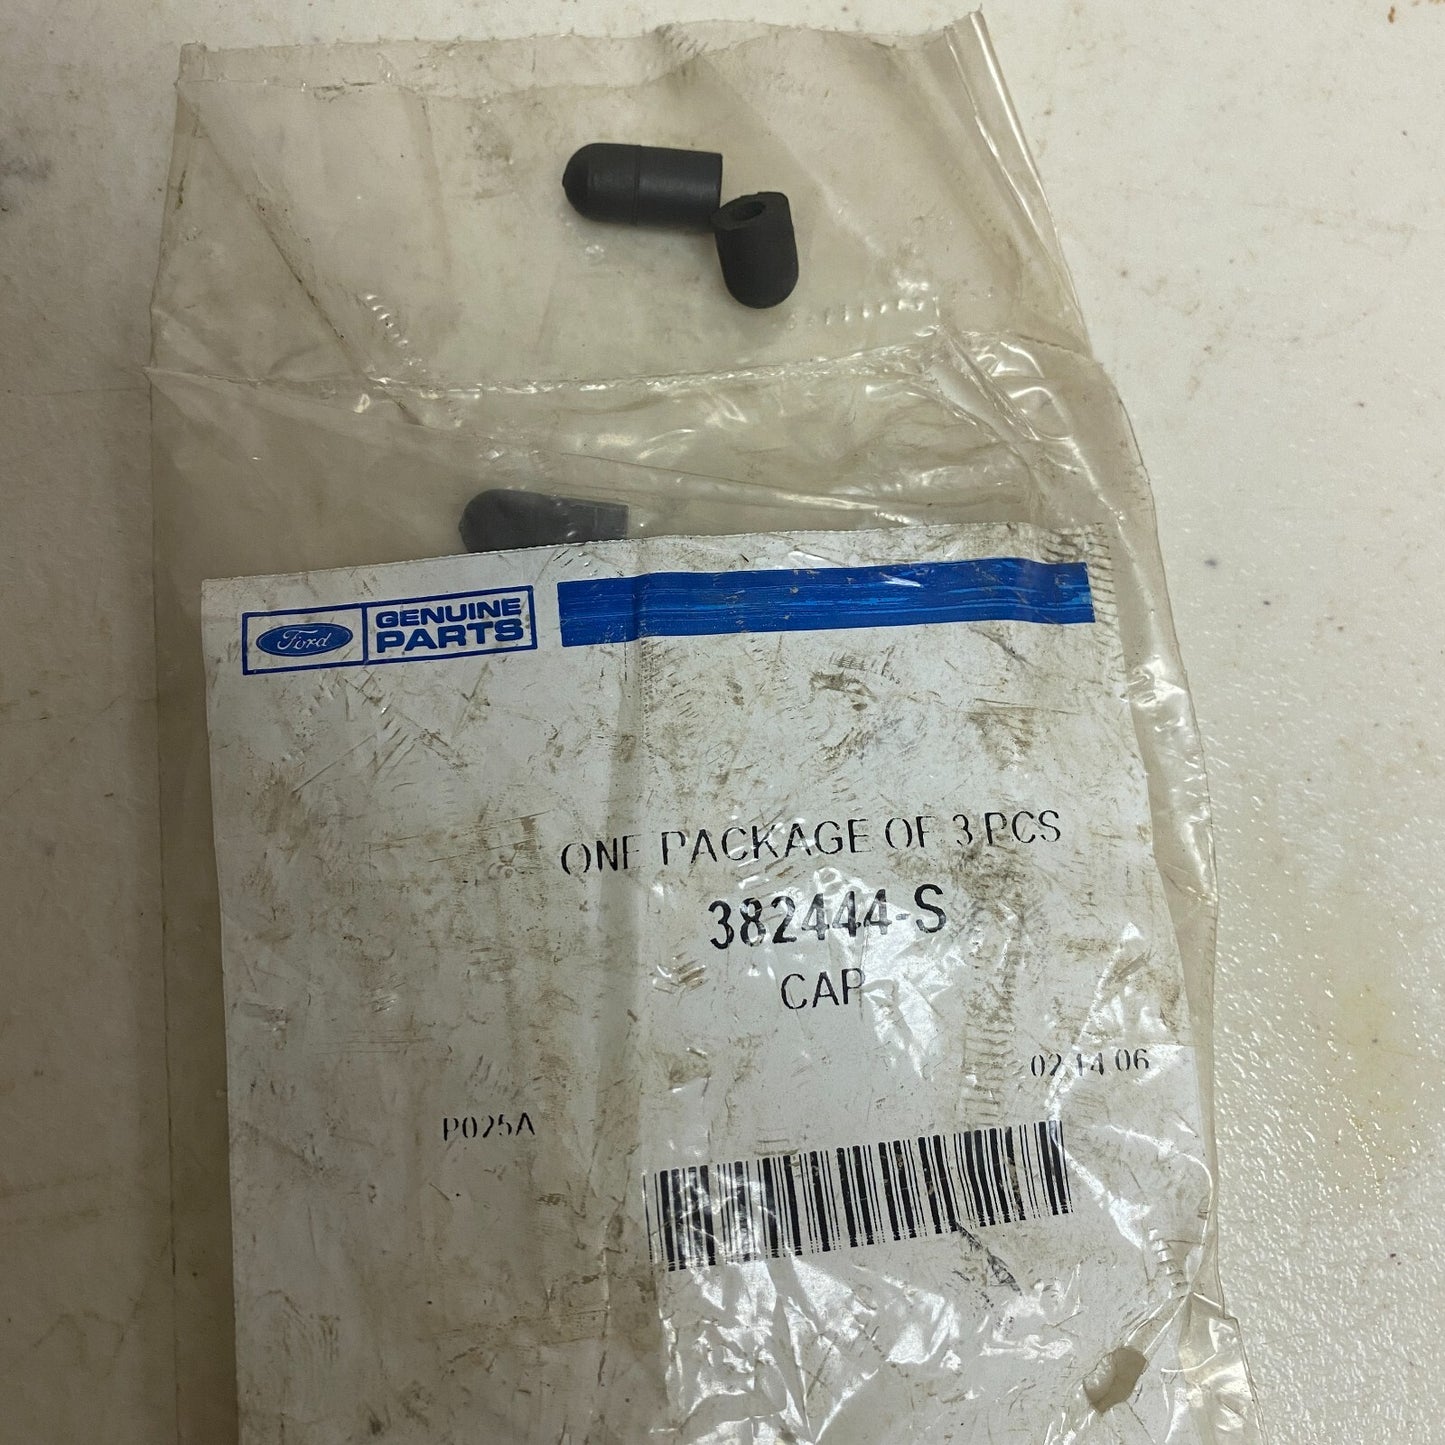 Ford
GENUINE
PARTS
ONE PACKAGE OF 3 PCS
382444-S
CAP
02 14 06
P025A